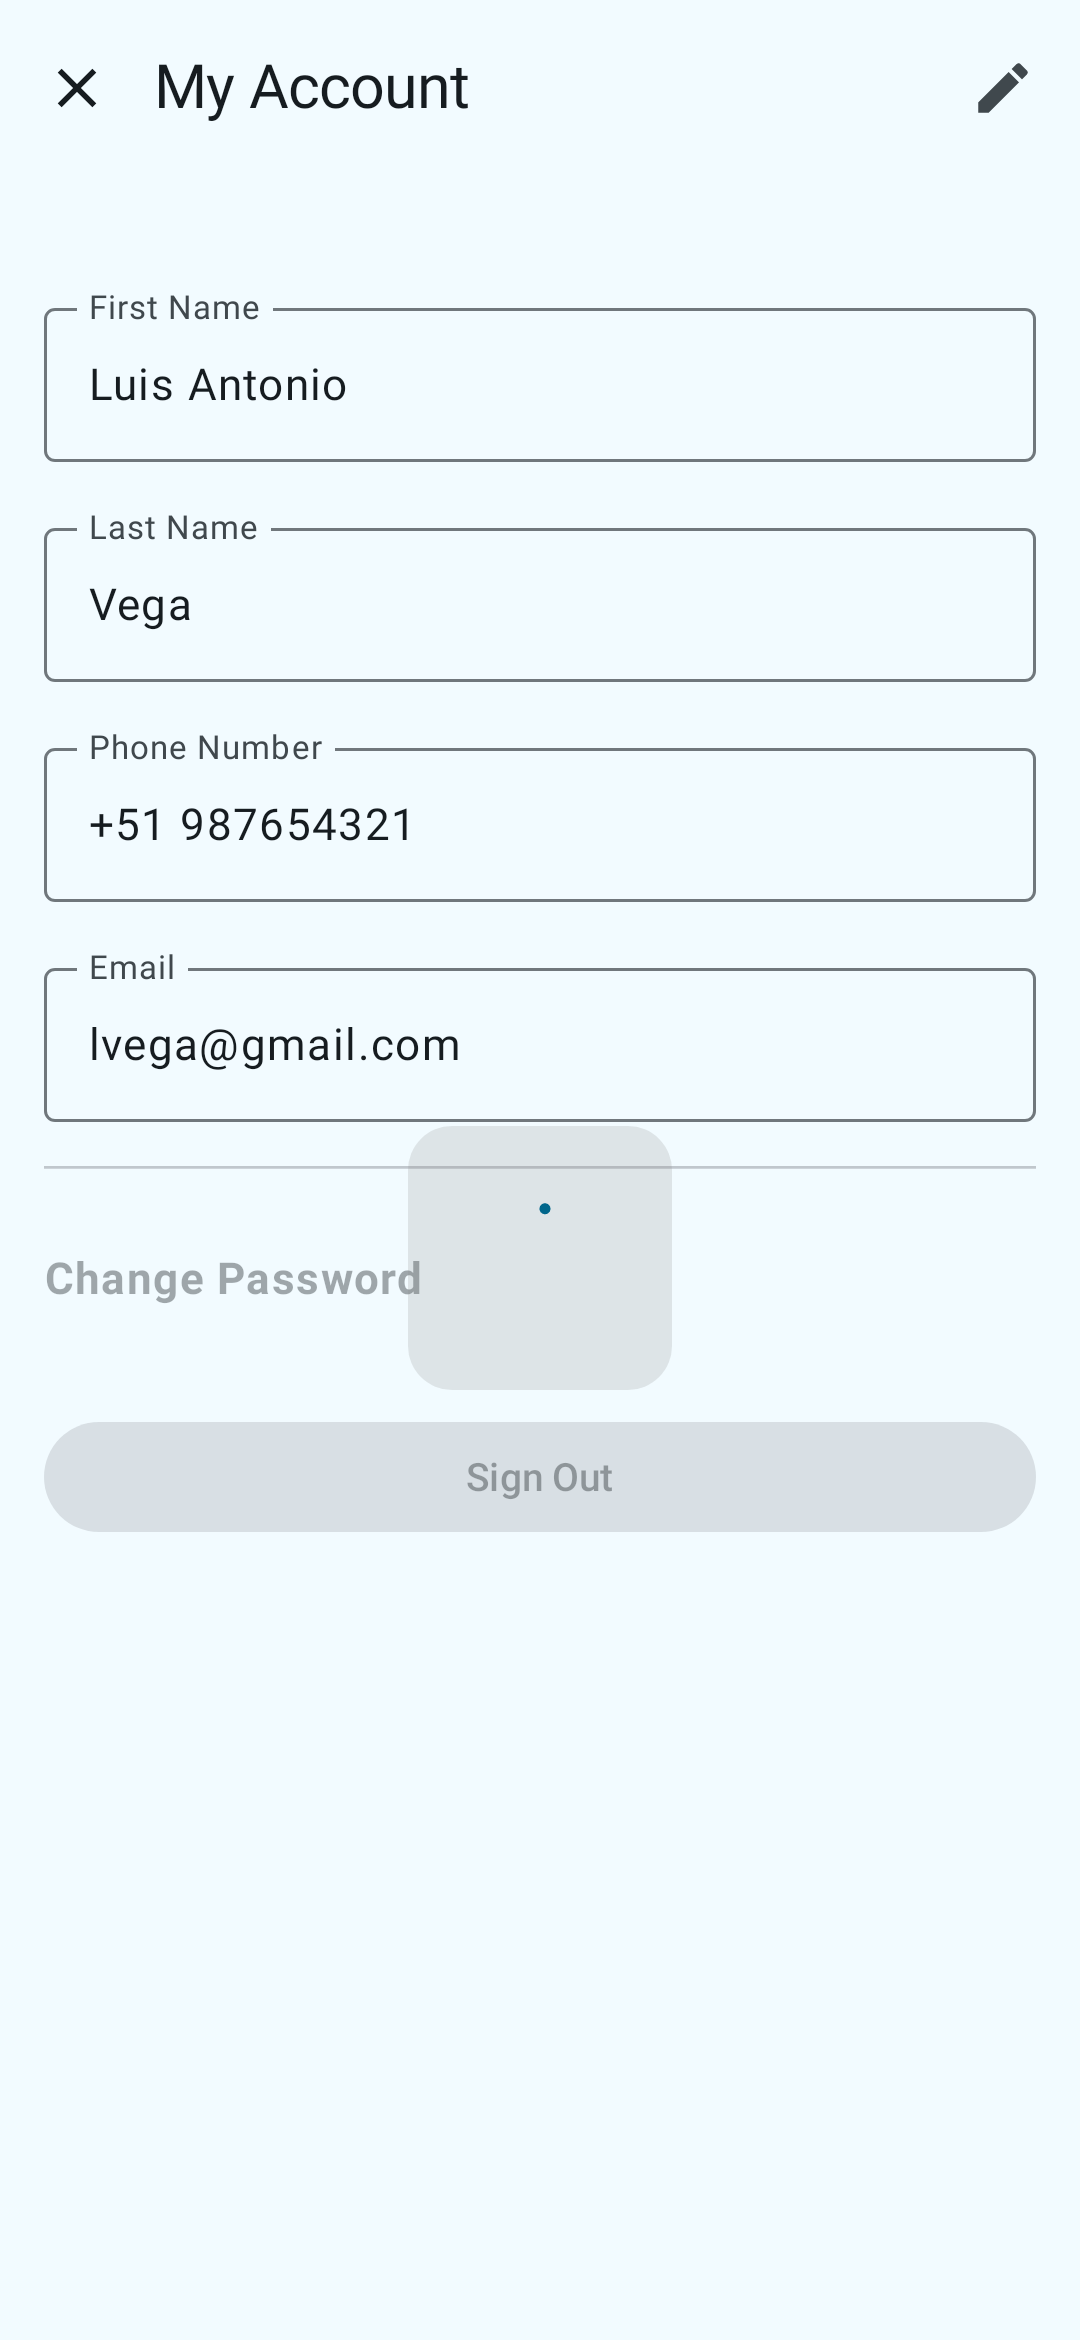 My Account
First Name
Luis Antonio
Last Name
Vega
Phone Number
+51 987654321
Email
lvega@gmail.com
Change Password
Sign Out